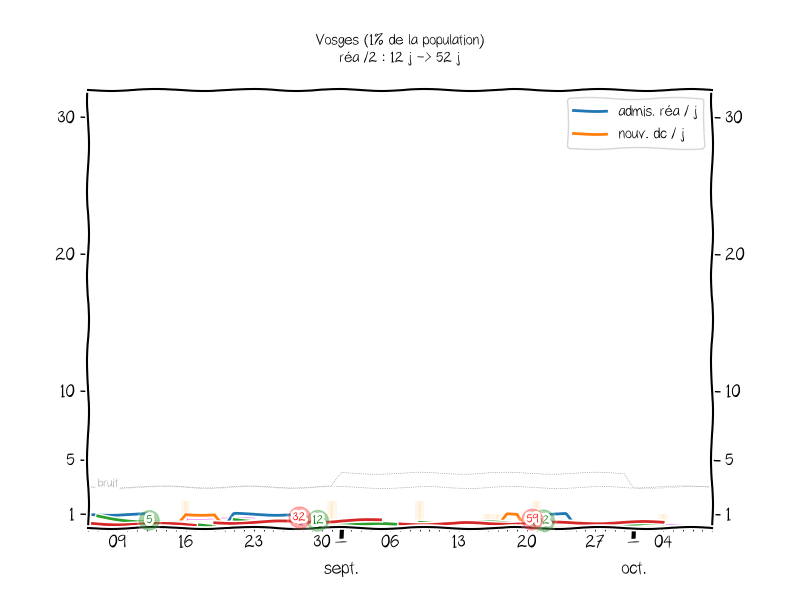 Vosges (1% de la population)
réa /2 : 12 j -> 52 j
30 30
admis. réa / j
nouv. dc / j
20 20
10 10
5 5
bruit
1 1
5 32 12 59
09 16 23 30 06 13 20 27 04
sept. oct.